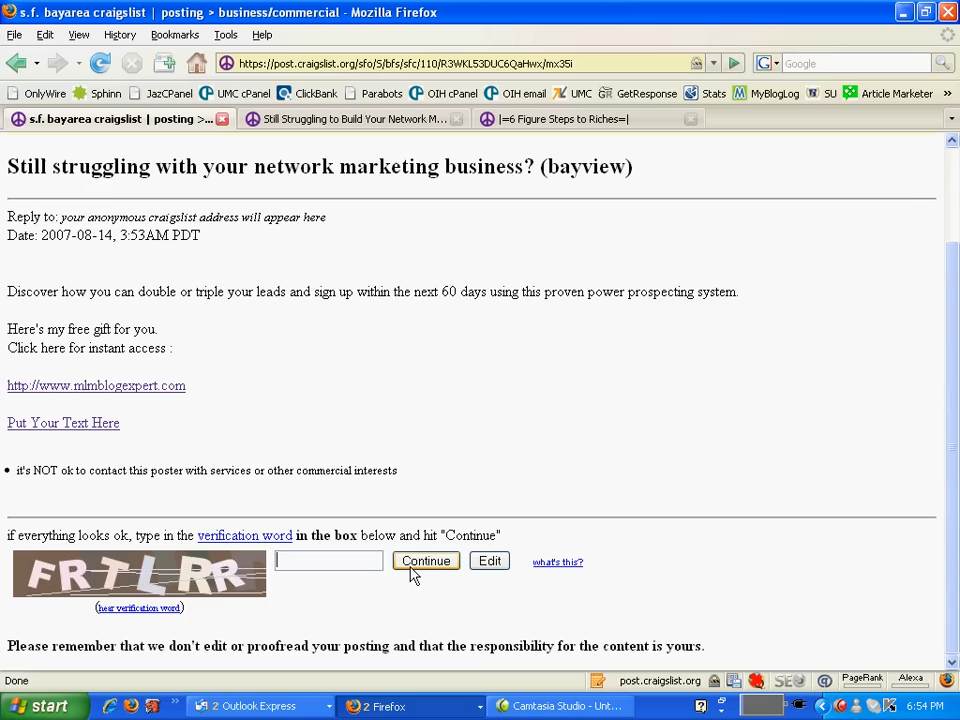 s.f. bayarea craigslist | posting > business/commercial - Mozilla Firefox
File Edit View History Bookmarks Tools Help
https://post.craigslist.org/sfo/S/bfs/sfc/110/R3WKL53DUC6QaHwx/mx35i
G Google
OnlyWire Sphinn JazCPanel UMC cPanel ClickBank Parabots OIH cPanel OIH email UMC GetResponse Stats MyBlogLog SU Article Marketer »
s.f. bayarea craigslist | posting >... Still Struggling to Build Your Network M... |=6 Figure Steps to Riches=|
Still struggling with your network marketing business? (bayview)
Reply to: your anonymous craigslist address will appear here
Date: 2007-08-14, 3:53AM PDT
Discover how you can double or triple your leads and sign up within the next 60 days using this proven power prospecting system.
Here's my free gift for you.
Click here for instant access :
http://www.mlmblogexpert.com
Put Your Text Here
• it's NOT ok to contact this poster with services or other commercial interests
if everything looks ok, type in the verification word in the box below and hit "Continue"
FRTLRR Continue Edit what's this?
(hear verification word)
Please remember that we don't edit or proofread your posting and that the responsibility for the content is yours.
Done post.craigslist.org SEO @ PageRank Alexa
start » 2 Outlook Express 2 Firefox Camtasia Studio - Unt... 6:54 PM